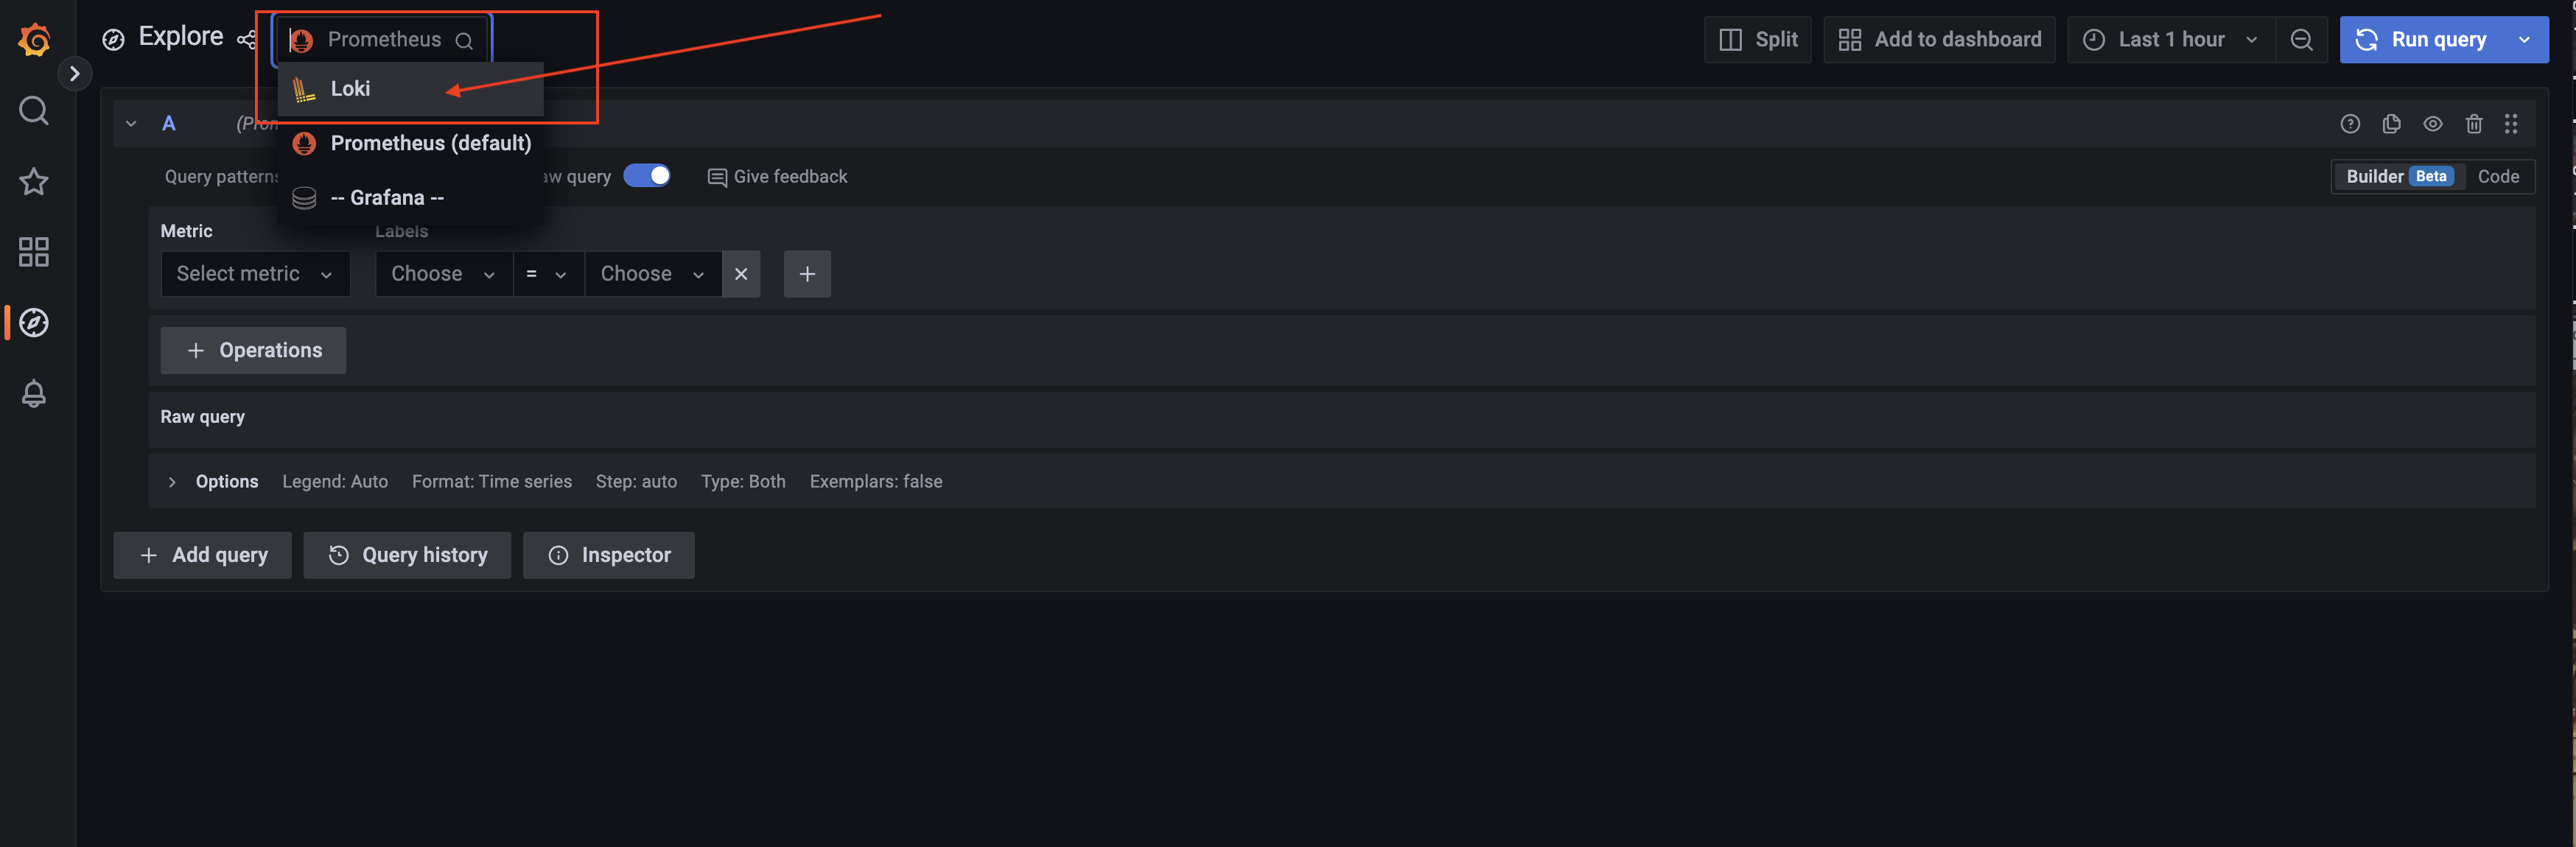 Explore
Prometheus
Split
Add to dashboard
Last 1 hour
Run query
Loki
A
(Pron
Prometheus (default)
Query patterns
aw query
Give feedback
Builder Beta
Code
-- Grafana --
Metric
Labels
Select metric
Choose
=
Choose
Operations
Raw query
Options Legend: Auto Format: Time series Step: auto Type: Both Exemplars: false
Add query
Query history
Inspector